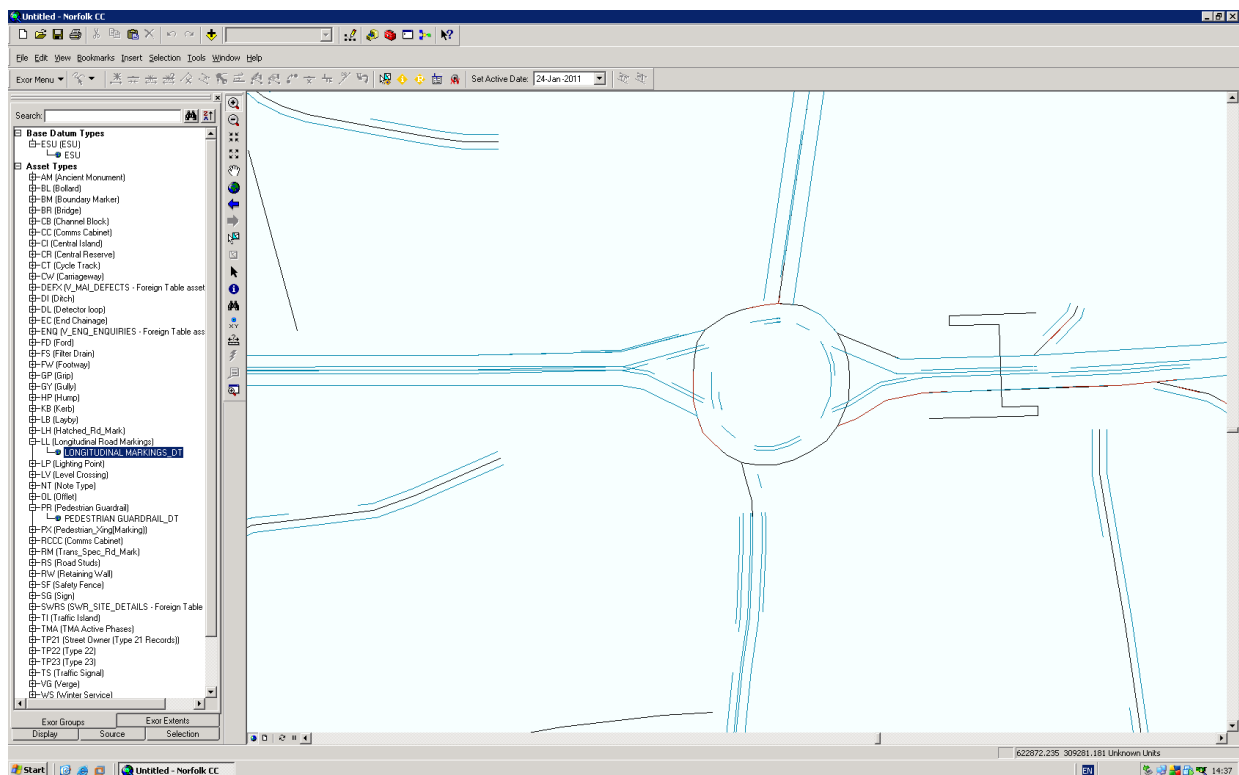 Untitled - Norfolk CC
File Edit View Bookmarks Insert Selection Tools Window Help
Exor Menu
Set Active Date: 24-Jan-2011
Search:
Base Datum Types
ESU (ESU)
ESU
Asset Types
AM (Ancient Monument)
BL (Bollard)
BM (Boundary Marker)
BR (Bridge)
CB (Channel Block)
CC (Comms Cabinet)
CI (Central Island)
CR (Central Reserve)
CT (Cycle Track)
CW (Carriageway)
DEFX (V_MAI_DEFECTS - Foreign Table asset
DI (Ditch)
DL (Detector loop)
EC (End Chainage)
ENQ (V_ENQ_ENQUIRIES - Foreign Table ass
FD (Ford)
FS (Filter Drain)
FW (Footway)
GP (Grip)
GY (Gully)
HP (Hump)
KB (Kerb)
LB (Layby)
LH (Hatched_Rd_Mark)
LL (Longitudinal Road Markings)
LONGITUDINAL MARKINGS_DT
LP (Lighting Point)
LV (Level Crossing)
NT (Note Type)
OL (Offlet)
PR (Pedestrian Guardrail)
PEDESTRIAN GUARDRAIL_DT
PX (Pedestrian_Xing(Marking))
RCCC (Comms Cabinet)
RM (Trans_Spec_Rd_Mark)
RS (Road Studs)
RW (Retaining Wall)
SF (Safety Fence)
SG (Sign)
SWRS (SWR_SITE_DETAILS - Foreign Table
TI (Traffic Island)
TMA (TMA Active Phases)
TP21 (Street Owner (Type 21 Records))
TP22 (Type 22)
TP23 (Type 23)
TS (Traffic Signal)
VG (Verge)
WS (Winter Service)
Exor Groups Exor Extents
Display Source Selection
XY
622872.235 309281.181 Unknown Units
Start Untitled - Norfolk CC EN 14:37